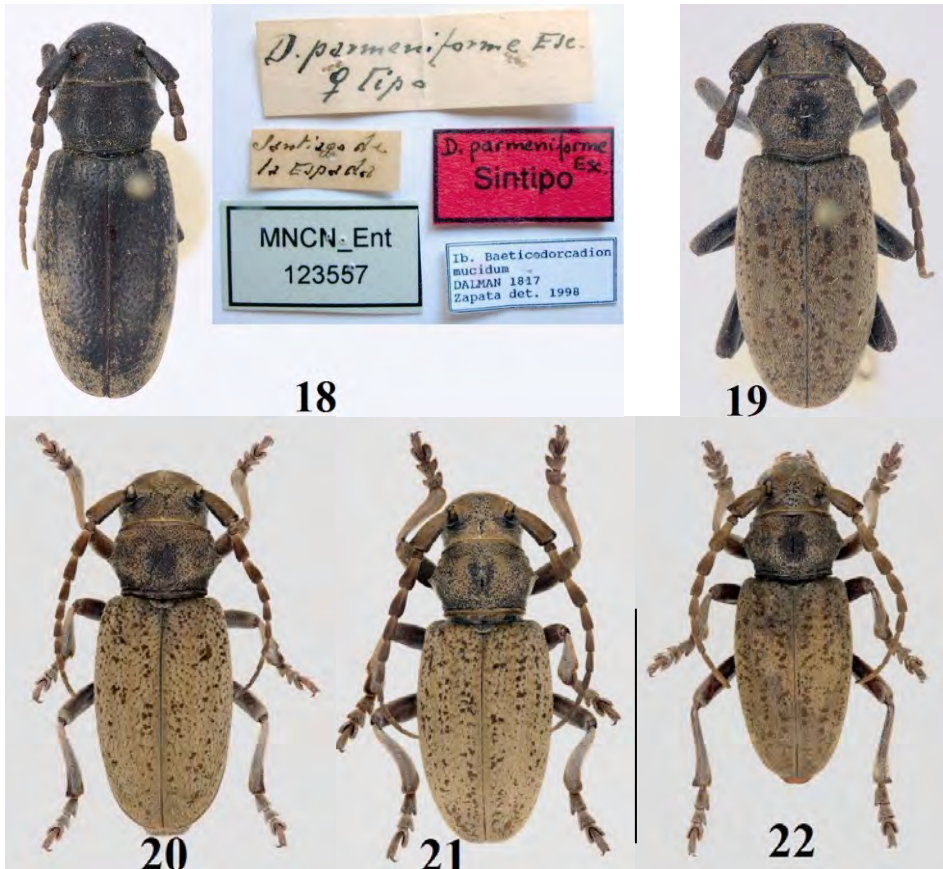 D. parmeniforme Esc.
♀ Tipo
Santiago de
la Espada
D. parmeniforme
Esc.
Sintipo
MNCN_Ent
123557
Ib. Baeticodorcadion
mucidum
DALMAN 1817
Zapata det. 1998
18
19
20
21
22